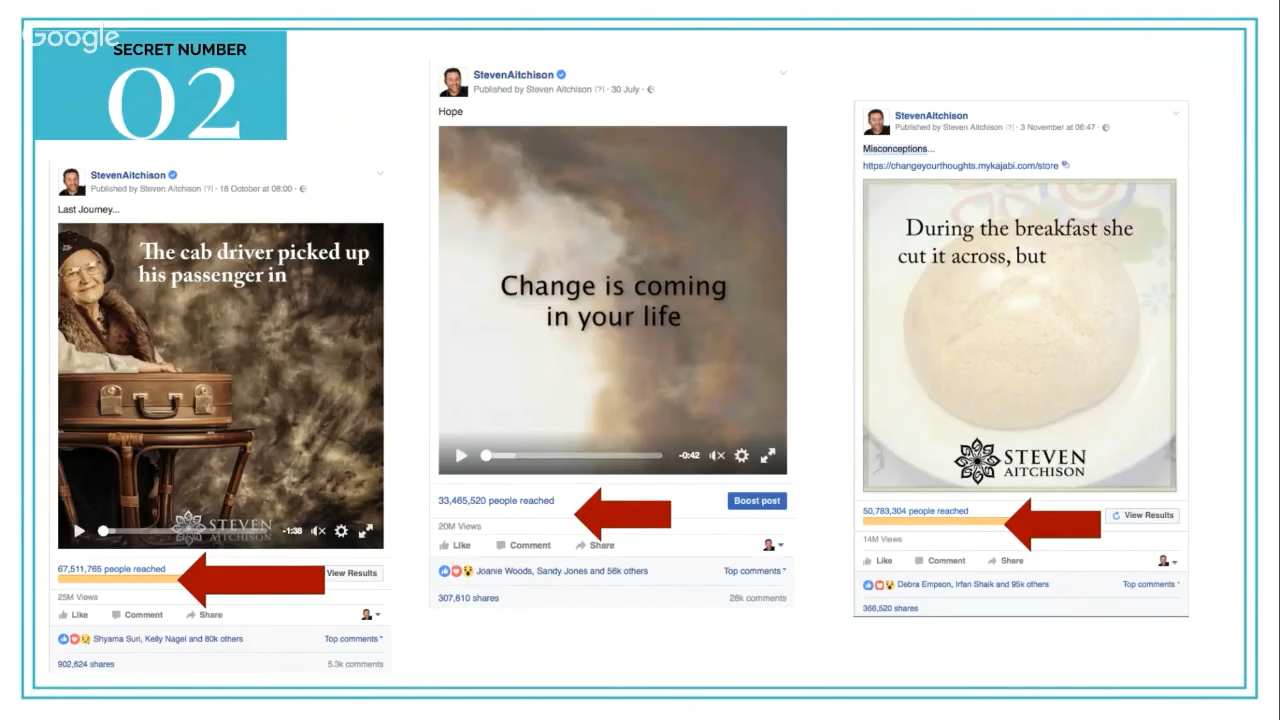 Google
SECRET NUMBER
02
StevenAitchison
Published by Steven Aitchison [?] · 16 October at 08:00 ·
Last Journey...
The cab driver picked up
his passenger in
STEVEN
AITCHISON
-1:36
67,511,765 people reached
View Results
25M Views
Like Comment Share
Shyama Suri, Kelly Nagel and 80k others
Top comments
902,624 shares
5.3k comments
StevenAitchison
Published by Steven Aitchison [?] · 30 July ·
Hope
Change is coming
in your life
-0:42
33,465,520 people reached
Boost post
20M Views
Like Comment Share
Joanie Woods, Sandy Jones and 56k others
Top comments
307,610 shares
28k comments
StevenAitchison
Published by Steven Aitchison [?] · 3 November at 06:47 ·
Misconceptions...
https://changeyourthoughts.mykajabi.com/store
During the breakfast she
cut it across, but
STEVEN
AITCHISON
50,783,304 people reached
View Results
14M Views
Like Comment Share
Debra Empson, Irfan Shaik and 95k others
Top comments
366,520 shares